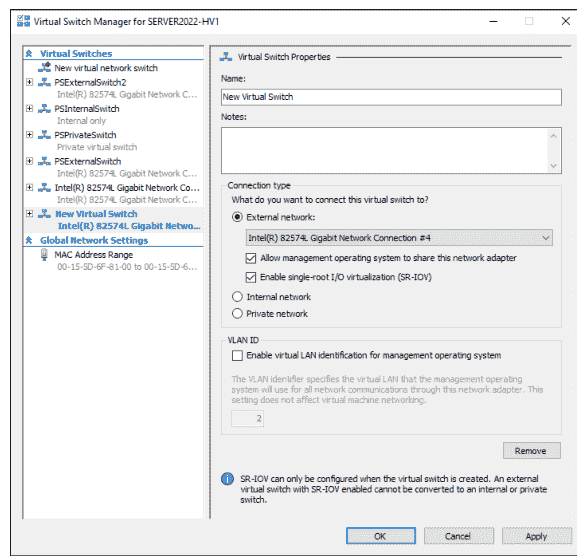 Virtual Switch Manager for SERVER2022-HV1
Virtual Switches
New virtual network switch
PSExternalSwitch2
Intel(R) 82574L Gigabit Network C...
PSInternalSwitch
Internal only
PSPrivateSwitch
Private virtual switch
PSExternalSwitch
Intel(R) 82574L Gigabit Network C...
Intel(R) 82574L Gigabit Network Co...
Intel(R) 82574L Gigabit Network C...
New Virtual Switch
Intel(R) 82574L Gigabit Netwo...
Global Network Settings
MAC Address Range
00-15-5D-6F-81-00 to 00-15-5D-6...
Virtual Switch Properties
Name:
New Virtual Switch
Notes:
Connection type
What do you want to connect this virtual switch to?
External network:
Intel(R) 82574L Gigabit Network Connection #4
Allow management operating system to share this network adapter
Enable single-root I/O virtualization (SR-IOV)
Internal network
Private network
VLAN ID
Enable virtual LAN identification for management operating system
The VLAN identifier specifies the virtual LAN that the management operating
system will use for all network communications through this network adapter. This
setting does not affect virtual machine networking.
2
Remove
SR-IOV can only be configured when the virtual switch is created. An external
virtual switch with SR-IOV enabled cannot be converted to an internal or private
switch.
OK
Cancel
Apply